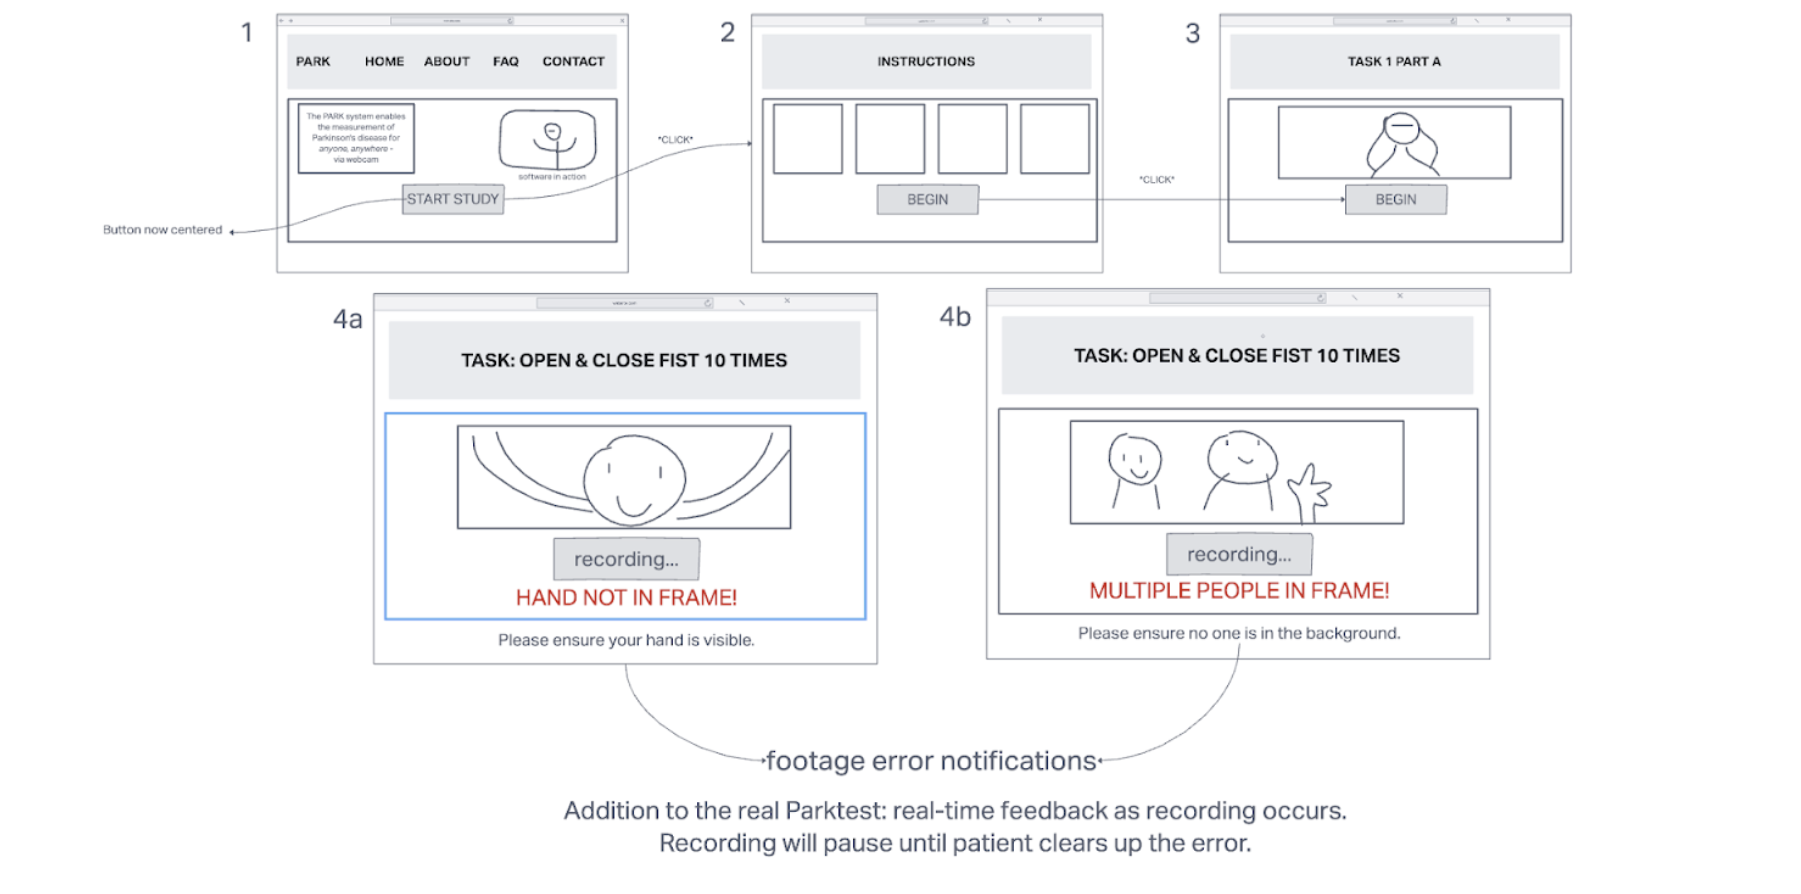 1
PARK HOME ABOUT FAQ CONTACT
The PARK system enables
the measurement of
Parkinson's disease for
anyone, anywhere -
via webcam
software in action
START STUDY
Button now centered
*CLICK*
2
INSTRUCTIONS
BEGIN
*CLICK*
3
TASK 1 PART A
BEGIN
4a
TASK: OPEN & CLOSE FIST 10 TIMES
recording...
HAND NOT IN FRAME!
Please ensure your hand is visible.
4b
TASK: OPEN & CLOSE FIST 10 TIMES
recording...
MULTIPLE PEOPLE IN FRAME!
Please ensure no one is in the background.
footage error notifications
Addition to the real Parktest: real-time feedback as recording occurs.
Recording will pause until patient clears up the error.